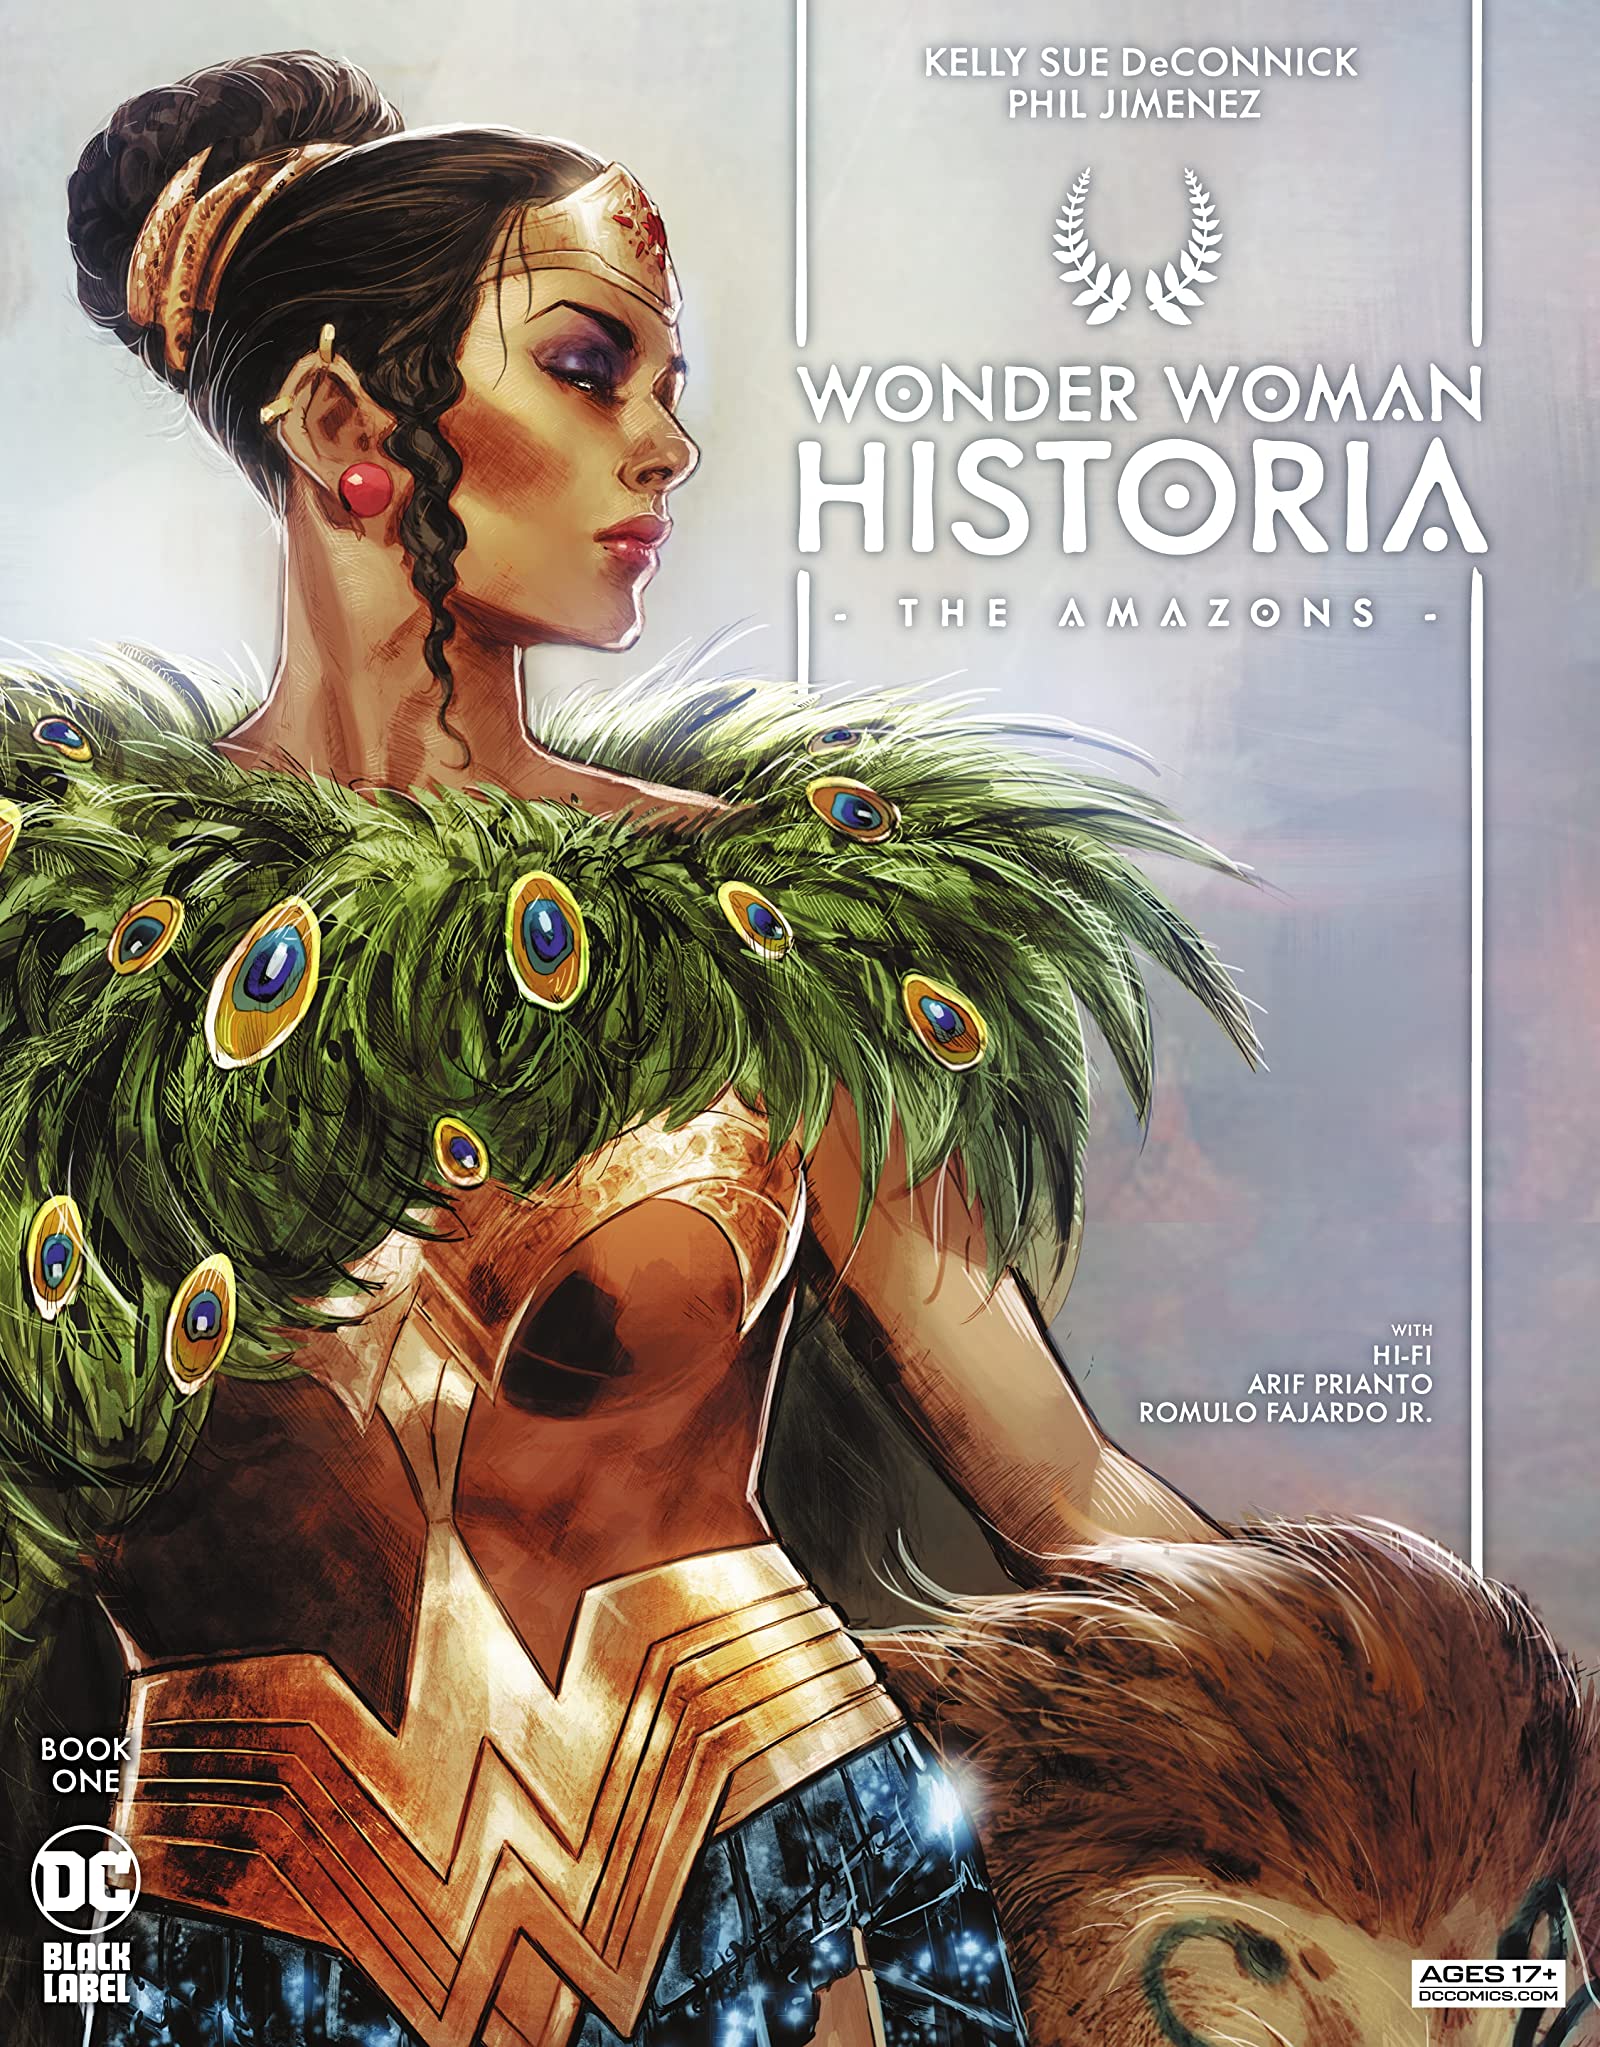 KELLY SUE DeCONNICK
PHIL JIMENEZ
WONDER WOMAN
HISTORIA
- THE AMAZONS -
WITH
HI-FI
ARIF PRIANTO
ROMULO FAJARDO JR.
BOOK
ONE
DC
BLACK
LABEL
AGES 17+
DCCOMICS.COM